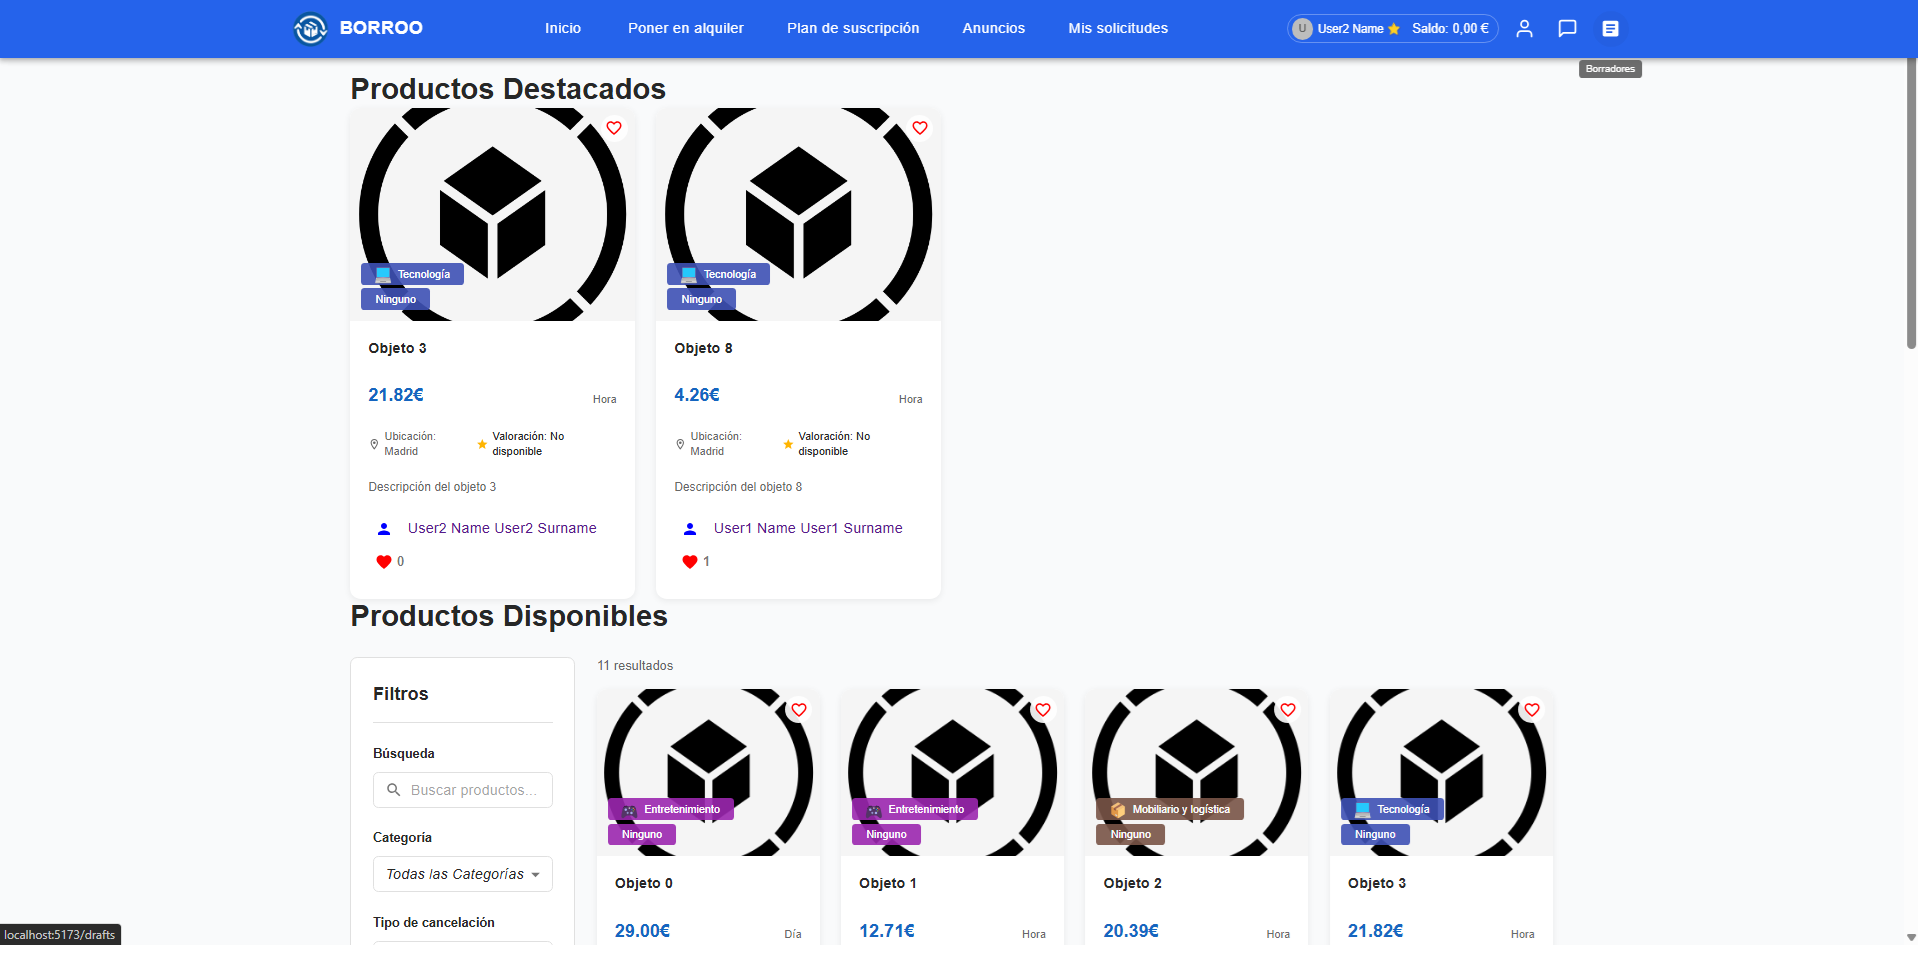 BORROO
Inicio
Poner en alquiler
Plan de suscripción
Anuncios
Mis solicitudes
U
User2 Name
Saldo: 0,00 €
Borradores
Productos Destacados
Tecnología
Ninguno
Objeto 3
21.82€
Hora
Ubicación:
Madrid
Valoración: No
disponible
Descripción del objeto 3
User2 Name User2 Surname
0
Tecnología
Ninguno
Objeto 8
4.26€
Hora
Ubicación:
Madrid
Valoración: No
disponible
Descripción del objeto 8
User1 Name User1 Surname
1
Productos Disponibles
Filtros
Búsqueda
Buscar productos...
Categoría
Todas las Categorías
Tipo de cancelación
11 resultados
Entretenimiento
Ninguno
Objeto 0
29.00€
Día
Entretenimiento
Ninguno
Objeto 1
12.71€
Hora
Mobiliario y logística
Ninguno
Objeto 2
20.39€
Hora
Tecnología
Ninguno
Objeto 3
21.82€
Hora
localhost:5173/drafts